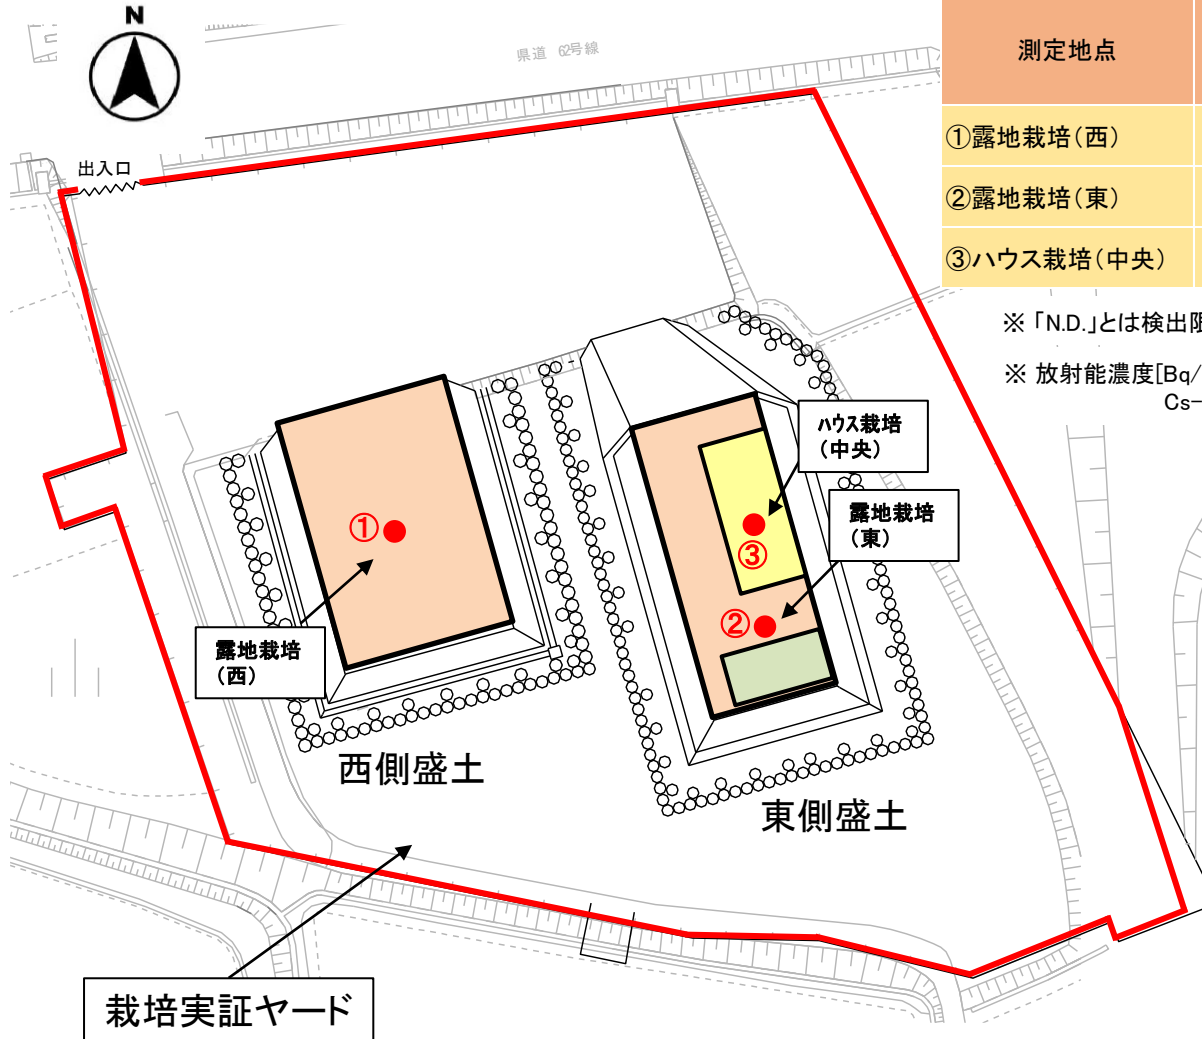 N
県道 62号線
測定地点
出入口
①露地栽培(西)
②露地栽培(東)
③ハウス栽培(中央)
※「N.D.」とは検出限
※ 放射能濃度[Bq/
Cs-
ハウス栽培
(中央)
露地栽培
(東)
①
③
②
露地栽培
(西)
西側盛土
東側盛土
栽培実証ヤード